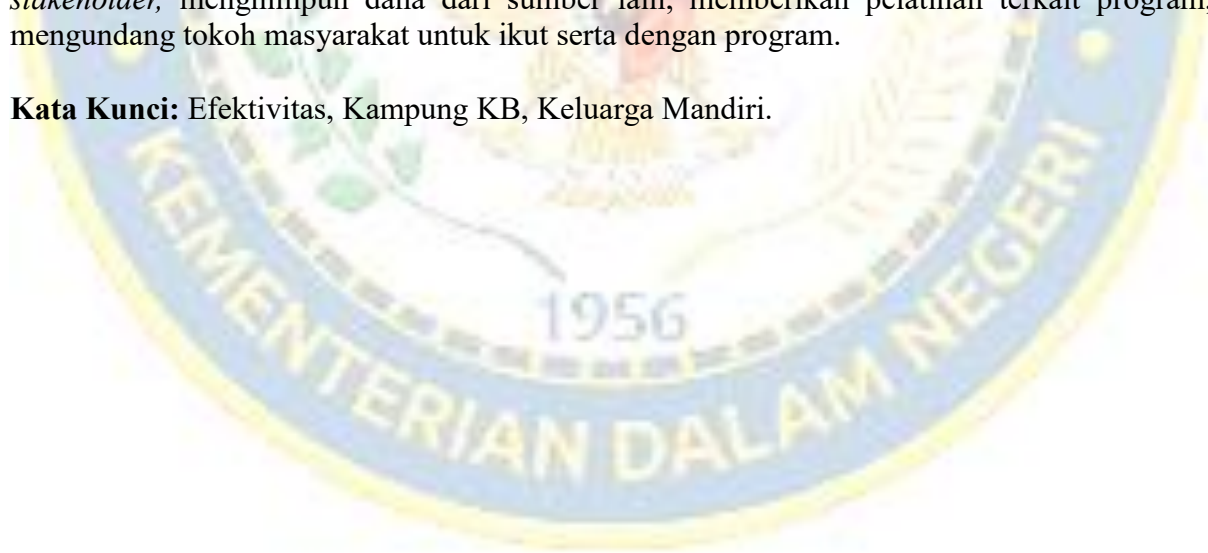 stakeholder, menghimpun dana dari sumber lain, memberikan pelatihan terkait program,
mengundang tokoh masyarakat untuk ikut serta dengan program.
Kata Kunci: Efektivitas, Kampung KB, Keluarga Mandiri.
1956
KEMENTERIAN DALAM NEGERI